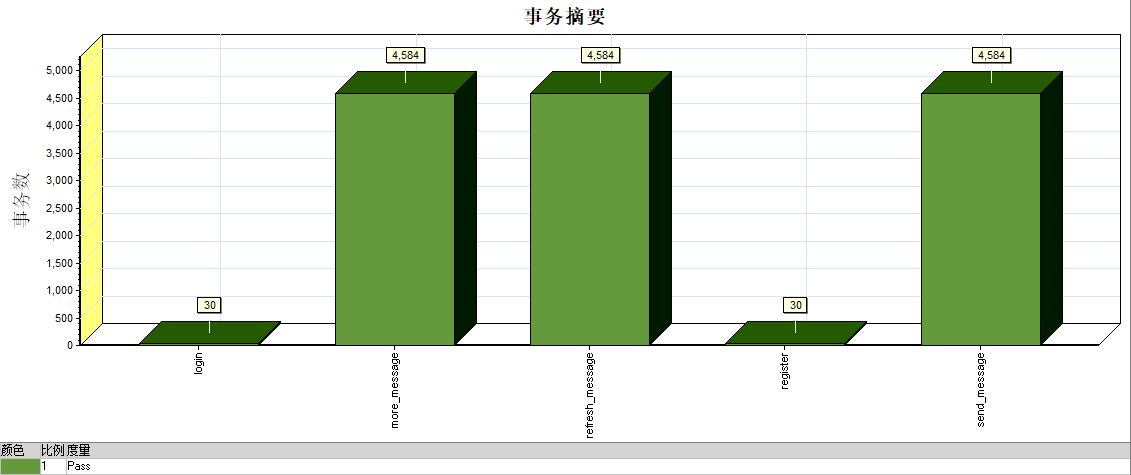 事务摘要
事务数
5,000
4,500
4,000
3,500
3,000
2,500
2,000
1,500
1,000
500
0
30
4,584
4,584
30
4,584
login
more_message
refresh_message
register
send_message
颜色 比例 度量
1 Pass